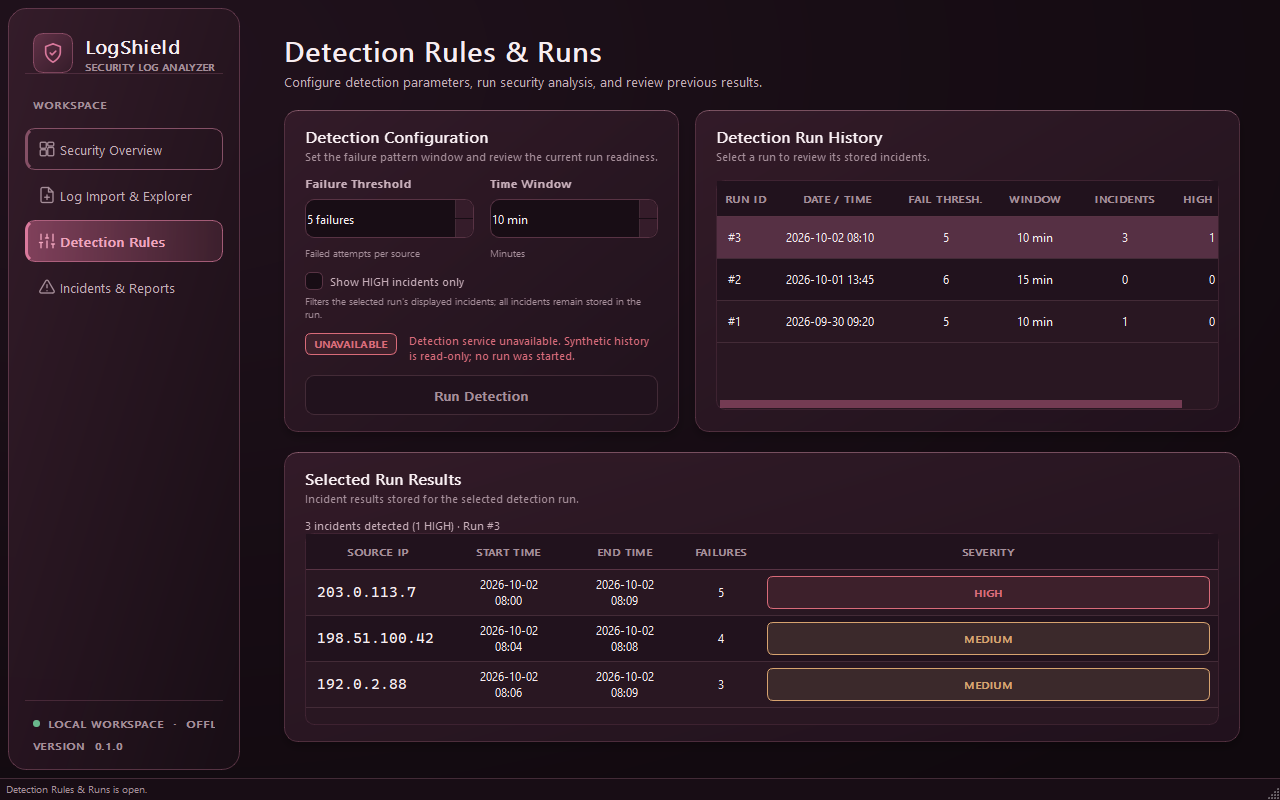 LogShield
SECURITY LOG ANALYZER
WORKSPACE
Security Overview
Log Import & Explorer
Detection Rules
Incidents & Reports
LOCAL WORKSPACE · OFFL
VERSION 0.1.0
Detection Rules & Runs
Configure detection parameters, run security analysis, and review previous results.
Detection Configuration
Set the failure pattern window and review the current run readiness.
Failure Threshold
Time Window
5 failures
10 min
Failed attempts per source
Minutes
Show HIGH incidents only
Filters the selected run's displayed incidents; all incidents remain stored in the
run.
UNAVAILABLE
Detection service unavailable. Synthetic history
is read-only; no run was started.
Run Detection
Detection Run History
Select a run to review its stored incidents.
RUN ID DATE / TIME FAIL THRESH. WINDOW INCIDENTS HIGH
#3 2026-10-02 08:10 5 10 min 3 1
#2 2026-10-01 13:45 6 15 min 0 0
#1 2026-09-30 09:20 5 10 min 1 0
Selected Run Results
Incident results stored for the selected detection run.
3 incidents detected (1 HIGH) · Run #3
SOURCE IP START TIME END TIME FAILURES SEVERITY
203.0.113.7 2026-10-02 08:00 2026-10-02 08:09 5 HIGH
198.51.100.42 2026-10-02 08:04 2026-10-02 08:08 4 MEDIUM
192.0.2.88 2026-10-02 08:06 2026-10-02 08:09 3 MEDIUM
Detection Rules & Runs is open.